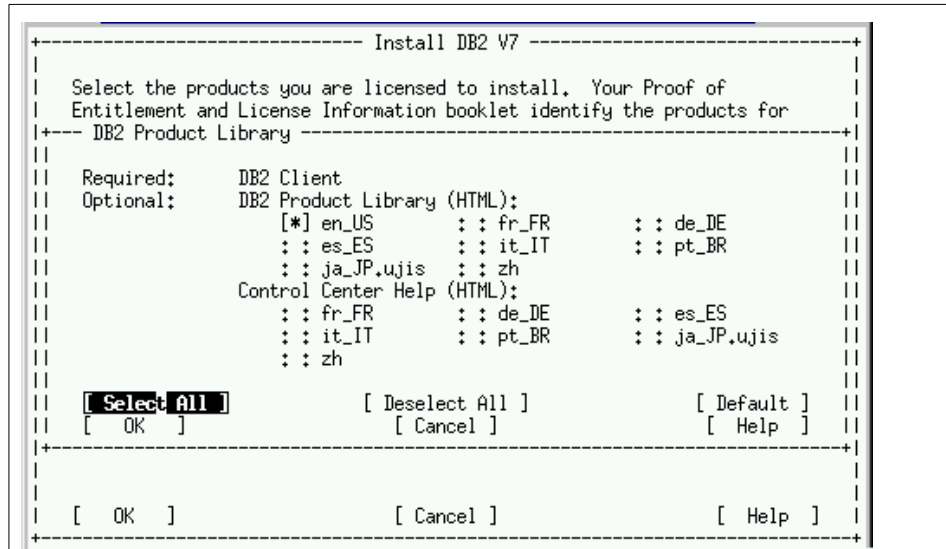 Install DB2 V7
Select the products you are licensed to install. Your Proof of
Entitlement and License Information booklet identify the products for
DB2 Product Library
Required: DB2 Client
Optional: DB2 Product Library (HTML):
[*] en_US : : fr_FR : : de_DE
: : es_ES : : it_IT : : pt_BR
: : ja_JP.ujis : : zh
Control Center Help (HTML):
: : fr_FR : : de_DE : : es_ES
: : it_IT : : pt_BR : : ja_JP.ujis
: : zh
[ Select All ] [ Deselect All ] [ Default ]
[ OK ] [ Cancel ] [ Help ]
[ OK ] [ Cancel ] [ Help ]